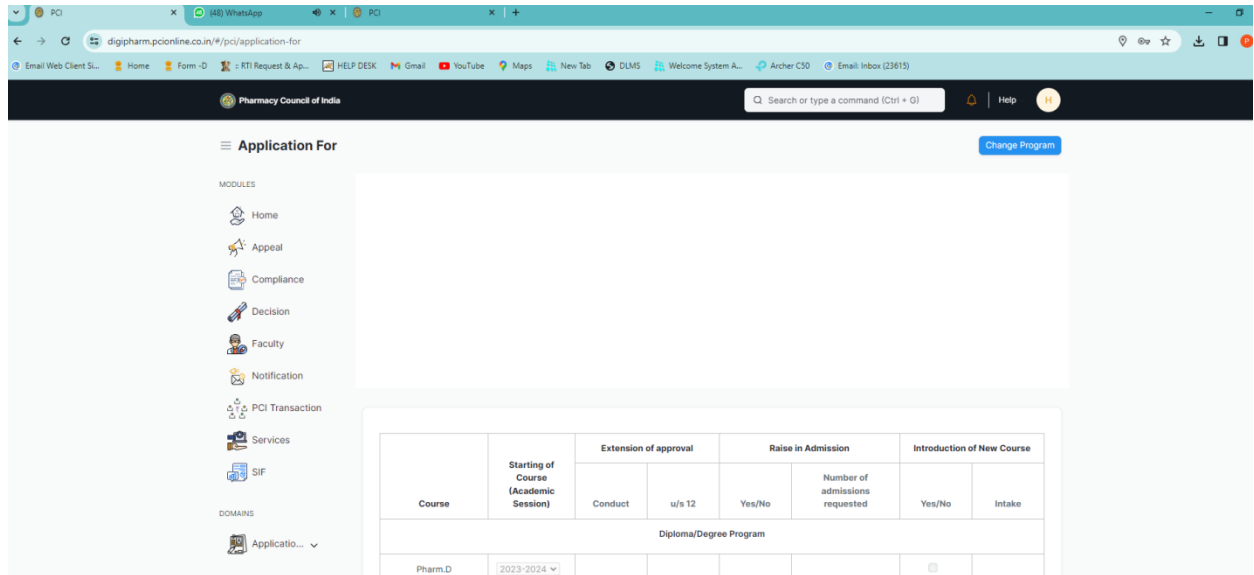 PCI
(48) WhatsApp
PCI
digipharm.pcionline.co.in/#/pci/application-for
Email Web Client Si...
Home
Form -D
:: RTI Request & Ap...
HELP DESK
Gmail
YouTube
Maps
New Tab
DLMS
Welcome System A...
Archer C50
Email: Inbox (23615)
Pharmacy Council of India
Search or type a command (Ctrl + G)
Help
H
Application For
Change Program
MODULES
Home
Appeal
Compliance
Decision
Faculty
Notification
PCI Transaction
Services
SIF
DOMAINS
Applicatio...
Course
Starting of
Course
(Academic
Session)
Extension of approval
Raise in Admission
Introduction of New Course
Conduct
u/s 12
Yes/No
Number of
admissions
requested
Yes/No
Intake
Diploma/Degree Program
Pharm.D
2023-2024